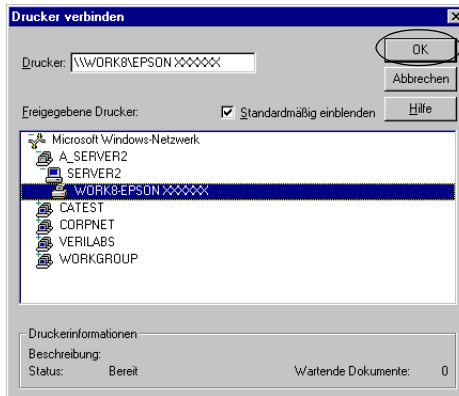 Drucker verbinden
Drucker: \\WORK8\EPSON XXXXXX
OK
Abbrechen
Freigegebene Drucker:
Standardmäßig einblenden
Hilfe
Microsoft Windows-Netzwerk
A_SERVER2
SERVER2
WORK8-EPSON XXXXXX
CATEST
CORPNET
VERILABS
WORKGROUP
Druckerinformationen
Beschreibung:
Status: Bereit Wartende Dokumente: 0